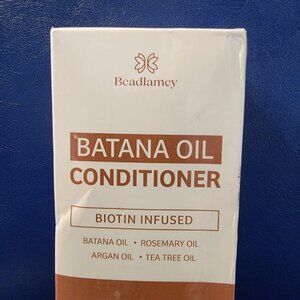 Beadlamey
BATANA OIL
CONDITIONER
BIOTIN INFUSED
BATANA OIL • ROSEMARY OIL
ARGAN OIL • TEA TREE OIL